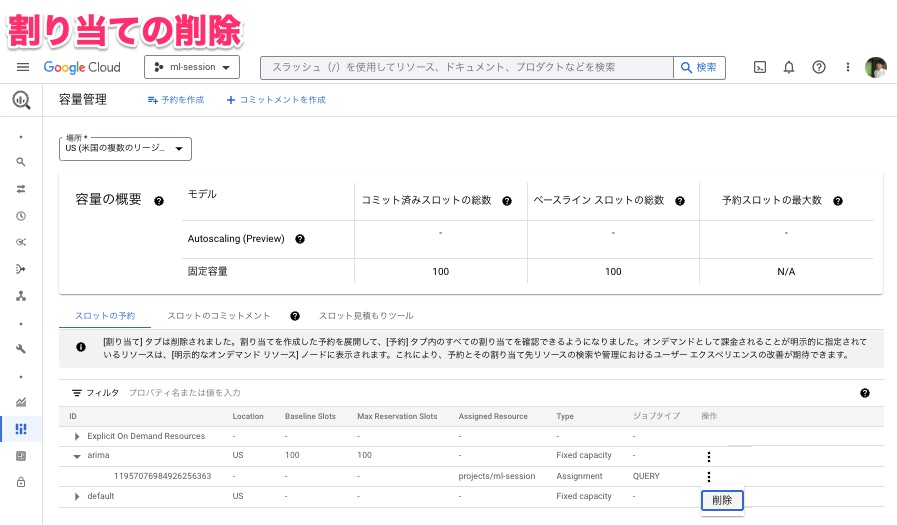 割り当ての削除
Google Cloud
ml-session
スラッシュ（/）を使用してリソース、ドキュメント、プロダクトなどを検索
検索
容量管理
予約を作成
コミットメントを作成
場所 *
US (米国の複数のリージ...
容量の概要
モデル
コミット済みスロットの総数
ベースライン スロットの総数
予約スロットの最大数
Autoscaling (Preview)
-
-
-
固定容量
100
100
N/A
スロットの予約
スロットのコミットメント
スロット見積もりツール
[割り当て] タブは削除されました。割り当てを作成した予約を展開して、[予約] タブ内のすべての割り当てを確認できるようになりました。オンデマンドとして課金されることが明示的に指定されて
いるリソースは、[明示的なオンデマンド リソース] ノードに表示されます。これにより、予約とその割り当て先リソースの検索や管理におけるユーザー エクスペリエンスの改善が期待できます。
フィルタ プロパティ名または値を入力
ID Location Baseline Slots Max Reservation Slots Assigned Resource Type ジョブタイプ 操作
Explicit On Demand Resources - - - - - -
arima US 100 100 - Fixed capacity -
11957076984926256363 - - - projects/ml-session Assignment QUERY
default US - - - Fixed capacity -
削除